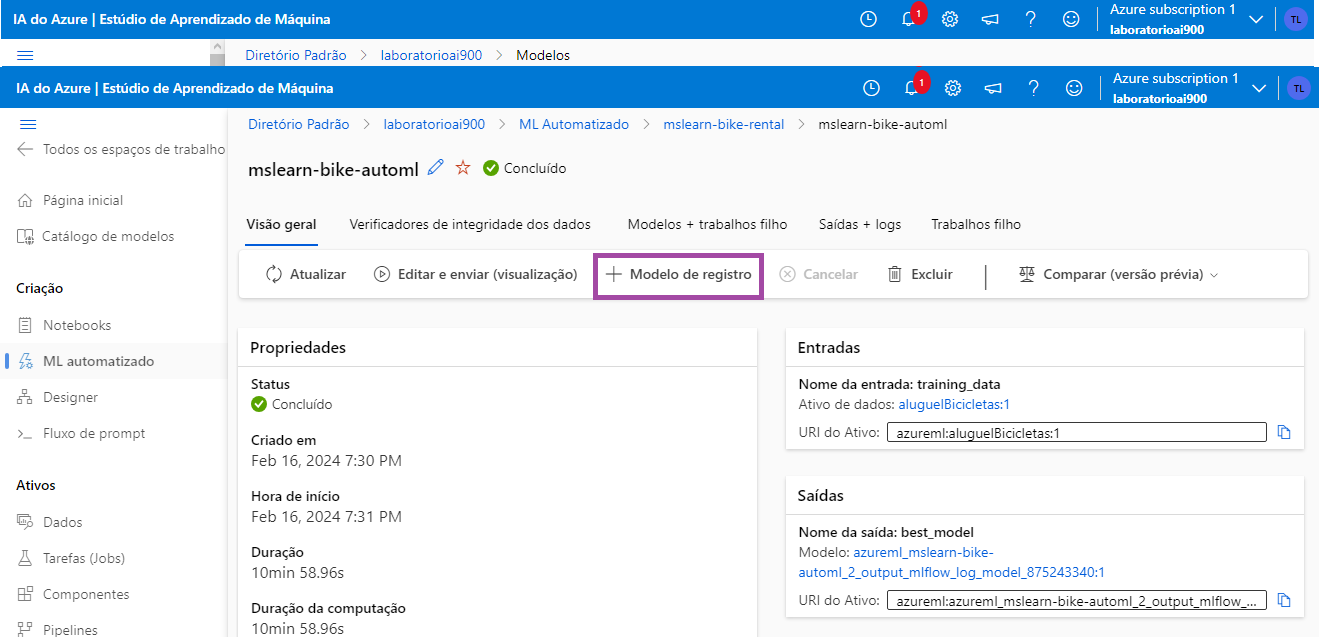 IA do Azure | Estúdio de Aprendizado de Máquina
1
Azure subscription 1
laboratorioai900
TL
Diretório Padrão > laboratorioai900 > Modelos
IA do Azure | Estúdio de Aprendizado de Máquina
1
Azure subscription 1
laboratorioai900
TL
Diretório Padrão > laboratorioai900 > ML Automatizado > mslearn-bike-rental > mslearn-bike-automl
Todos os espaços de trabalho
Página inicial
Catálogo de modelos
Criação
Notebooks
ML automatizado
Designer
Fluxo de prompt
Ativos
Dados
Tarefas (Jobs)
Componentes
Pipelines
mslearn-bike-automl
Concluído
Visão geral
Verificadores de integridade dos dados
Modelos + trabalhos filho
Saídas + logs
Trabalhos filho
Atualizar
Editar e enviar (visualização)
Modelo de registro
Cancelar
Excluir
Comparar (versão prévia)
Propriedades
Status
Concluído
Criado em
Feb 16, 2024 7:30 PM
Hora de início
Feb 16, 2024 7:31 PM
Duração
10min 58.96s
Duração da computação
10min 58.96s
Entradas
Nome da entrada: training_data
Ativo de dados: aluguelBicicletas:1
URI do Ativo: azureml:aluguelBicicletas:1
Saídas
Nome da saída: best_model
Modelo: azureml_mslearn-bike-
automl_2_output_mlflow_log_model_875243340:1
URI do Ativo: azureml:azureml_mslearn-bike-automl_2_output_mlflow_...